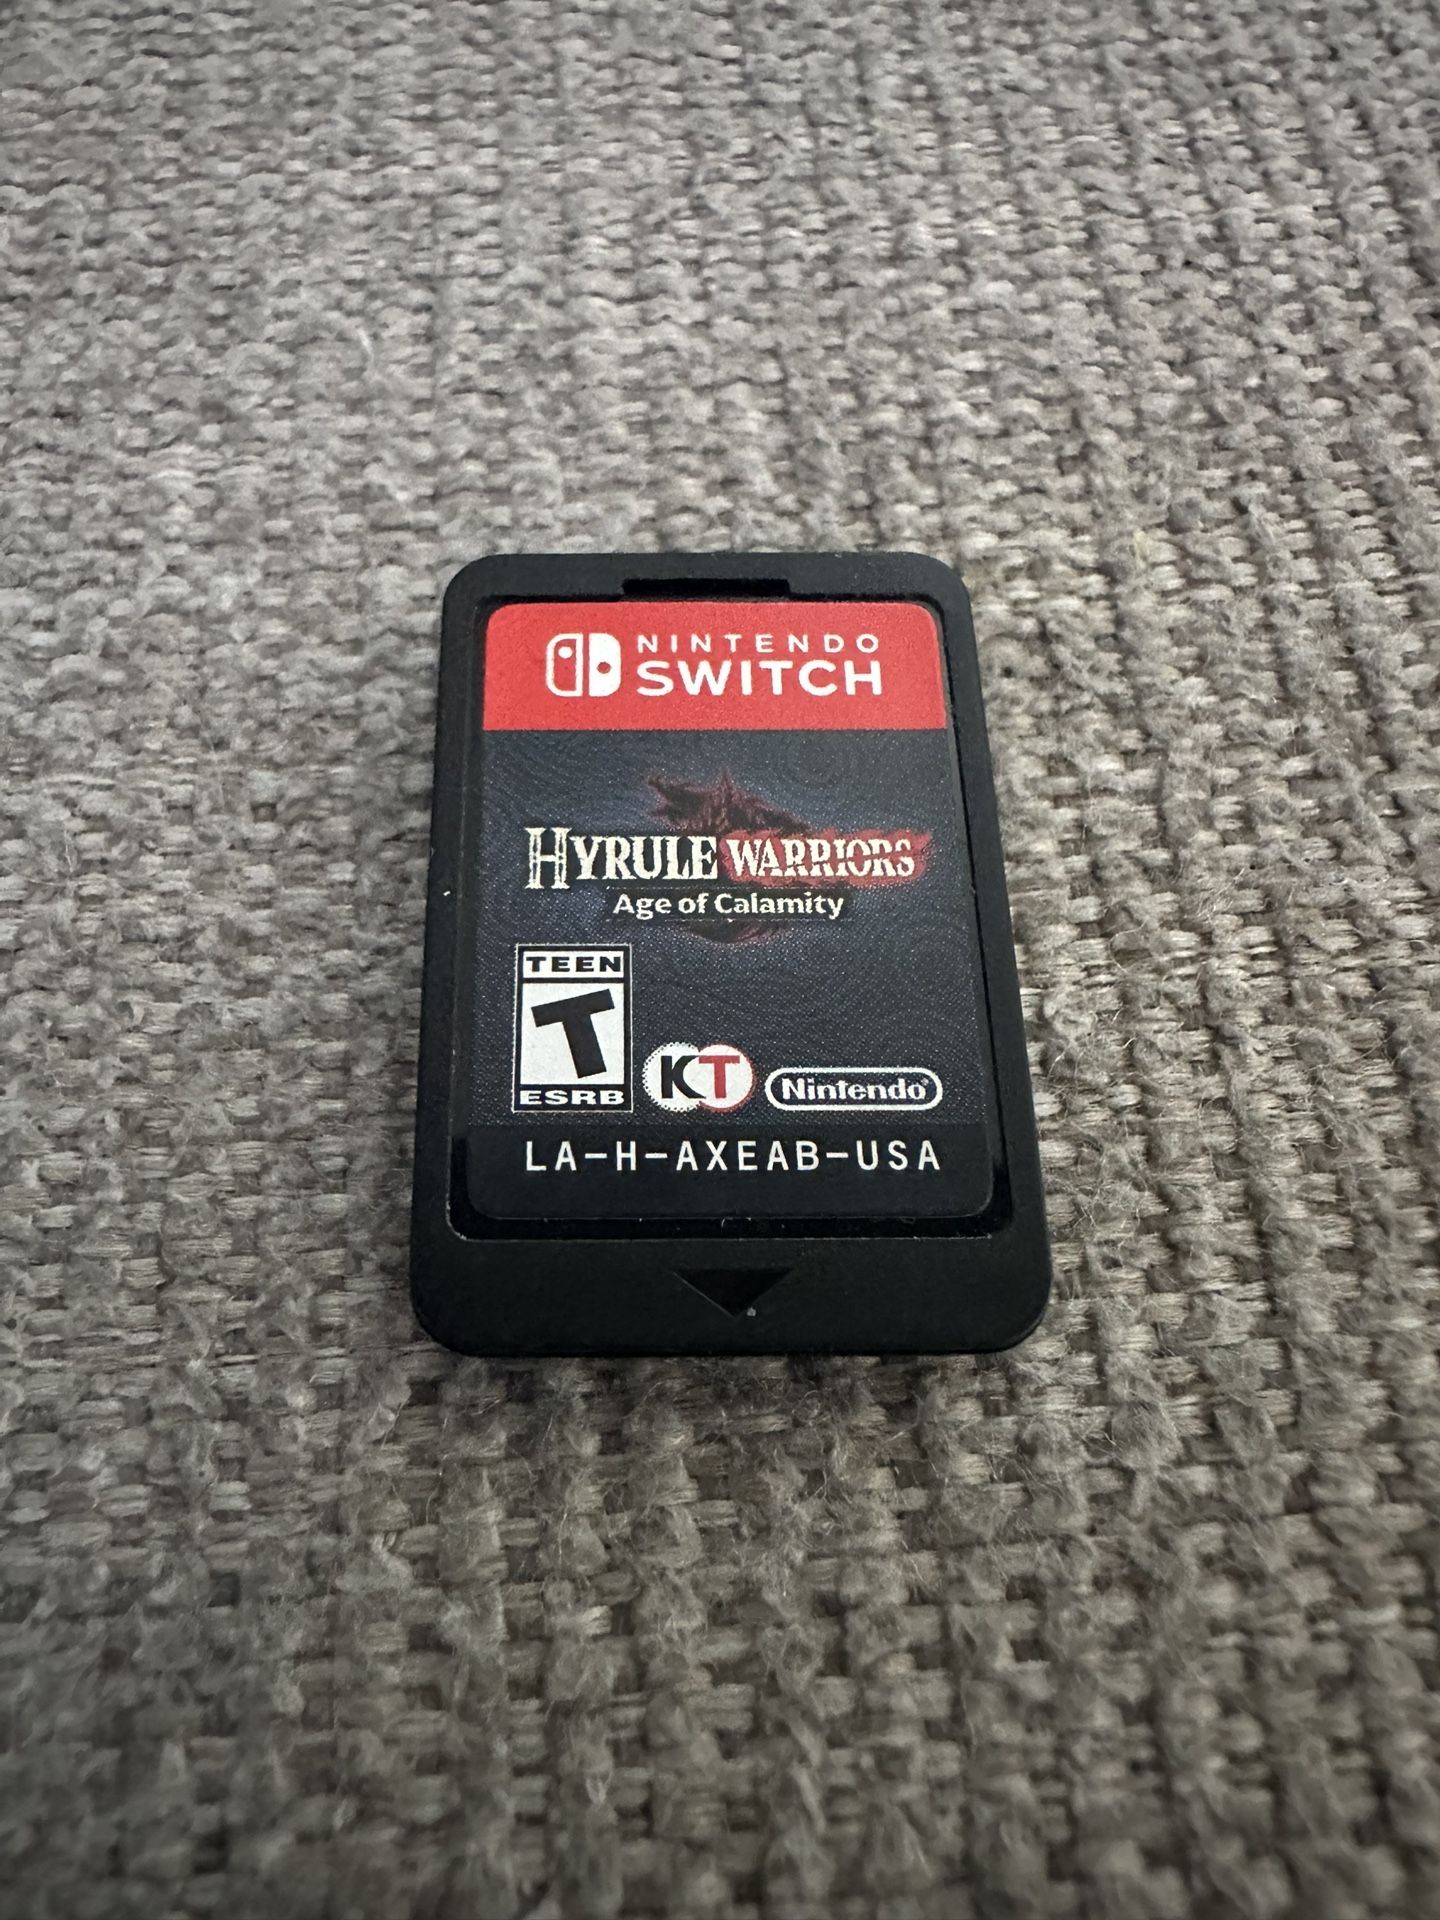 NINTENDO
SWITCH
HYRULE WARRIORS
Age of Calamity
TEEN
T
ESRB
KT
Nintendo®
LA-H-AXEAB-USA